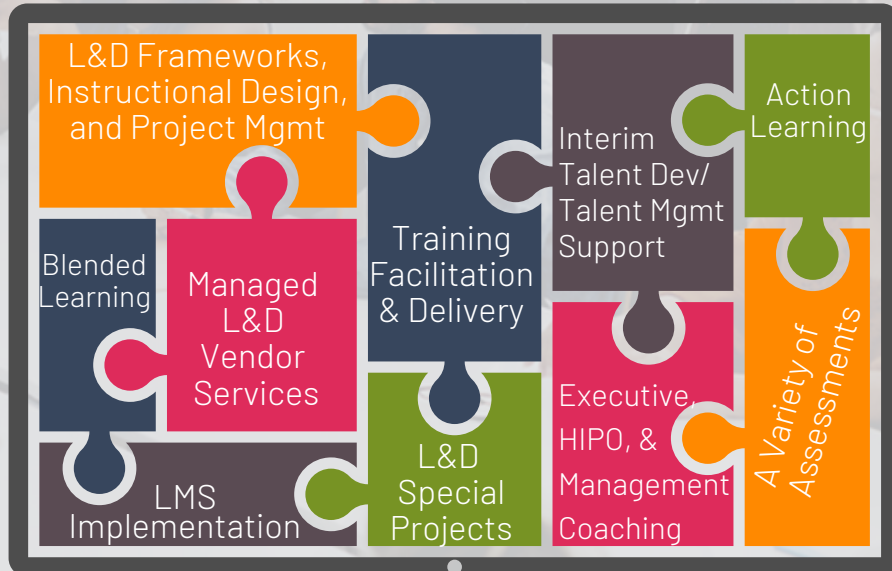 L&D Frameworks,
Instructional Design,
and Project Mgmt
Blended
Learning
Managed
L&D
Vendor
Services
LMS
Implementation
Training
Facilitation
& Delivery
L&D
Special
Projects
Interim
Talent Dev/
Talent Mgmt
Support
Executive,
HIPO, &
Management
Coaching
Action
Learning
A Variety of
Assessments